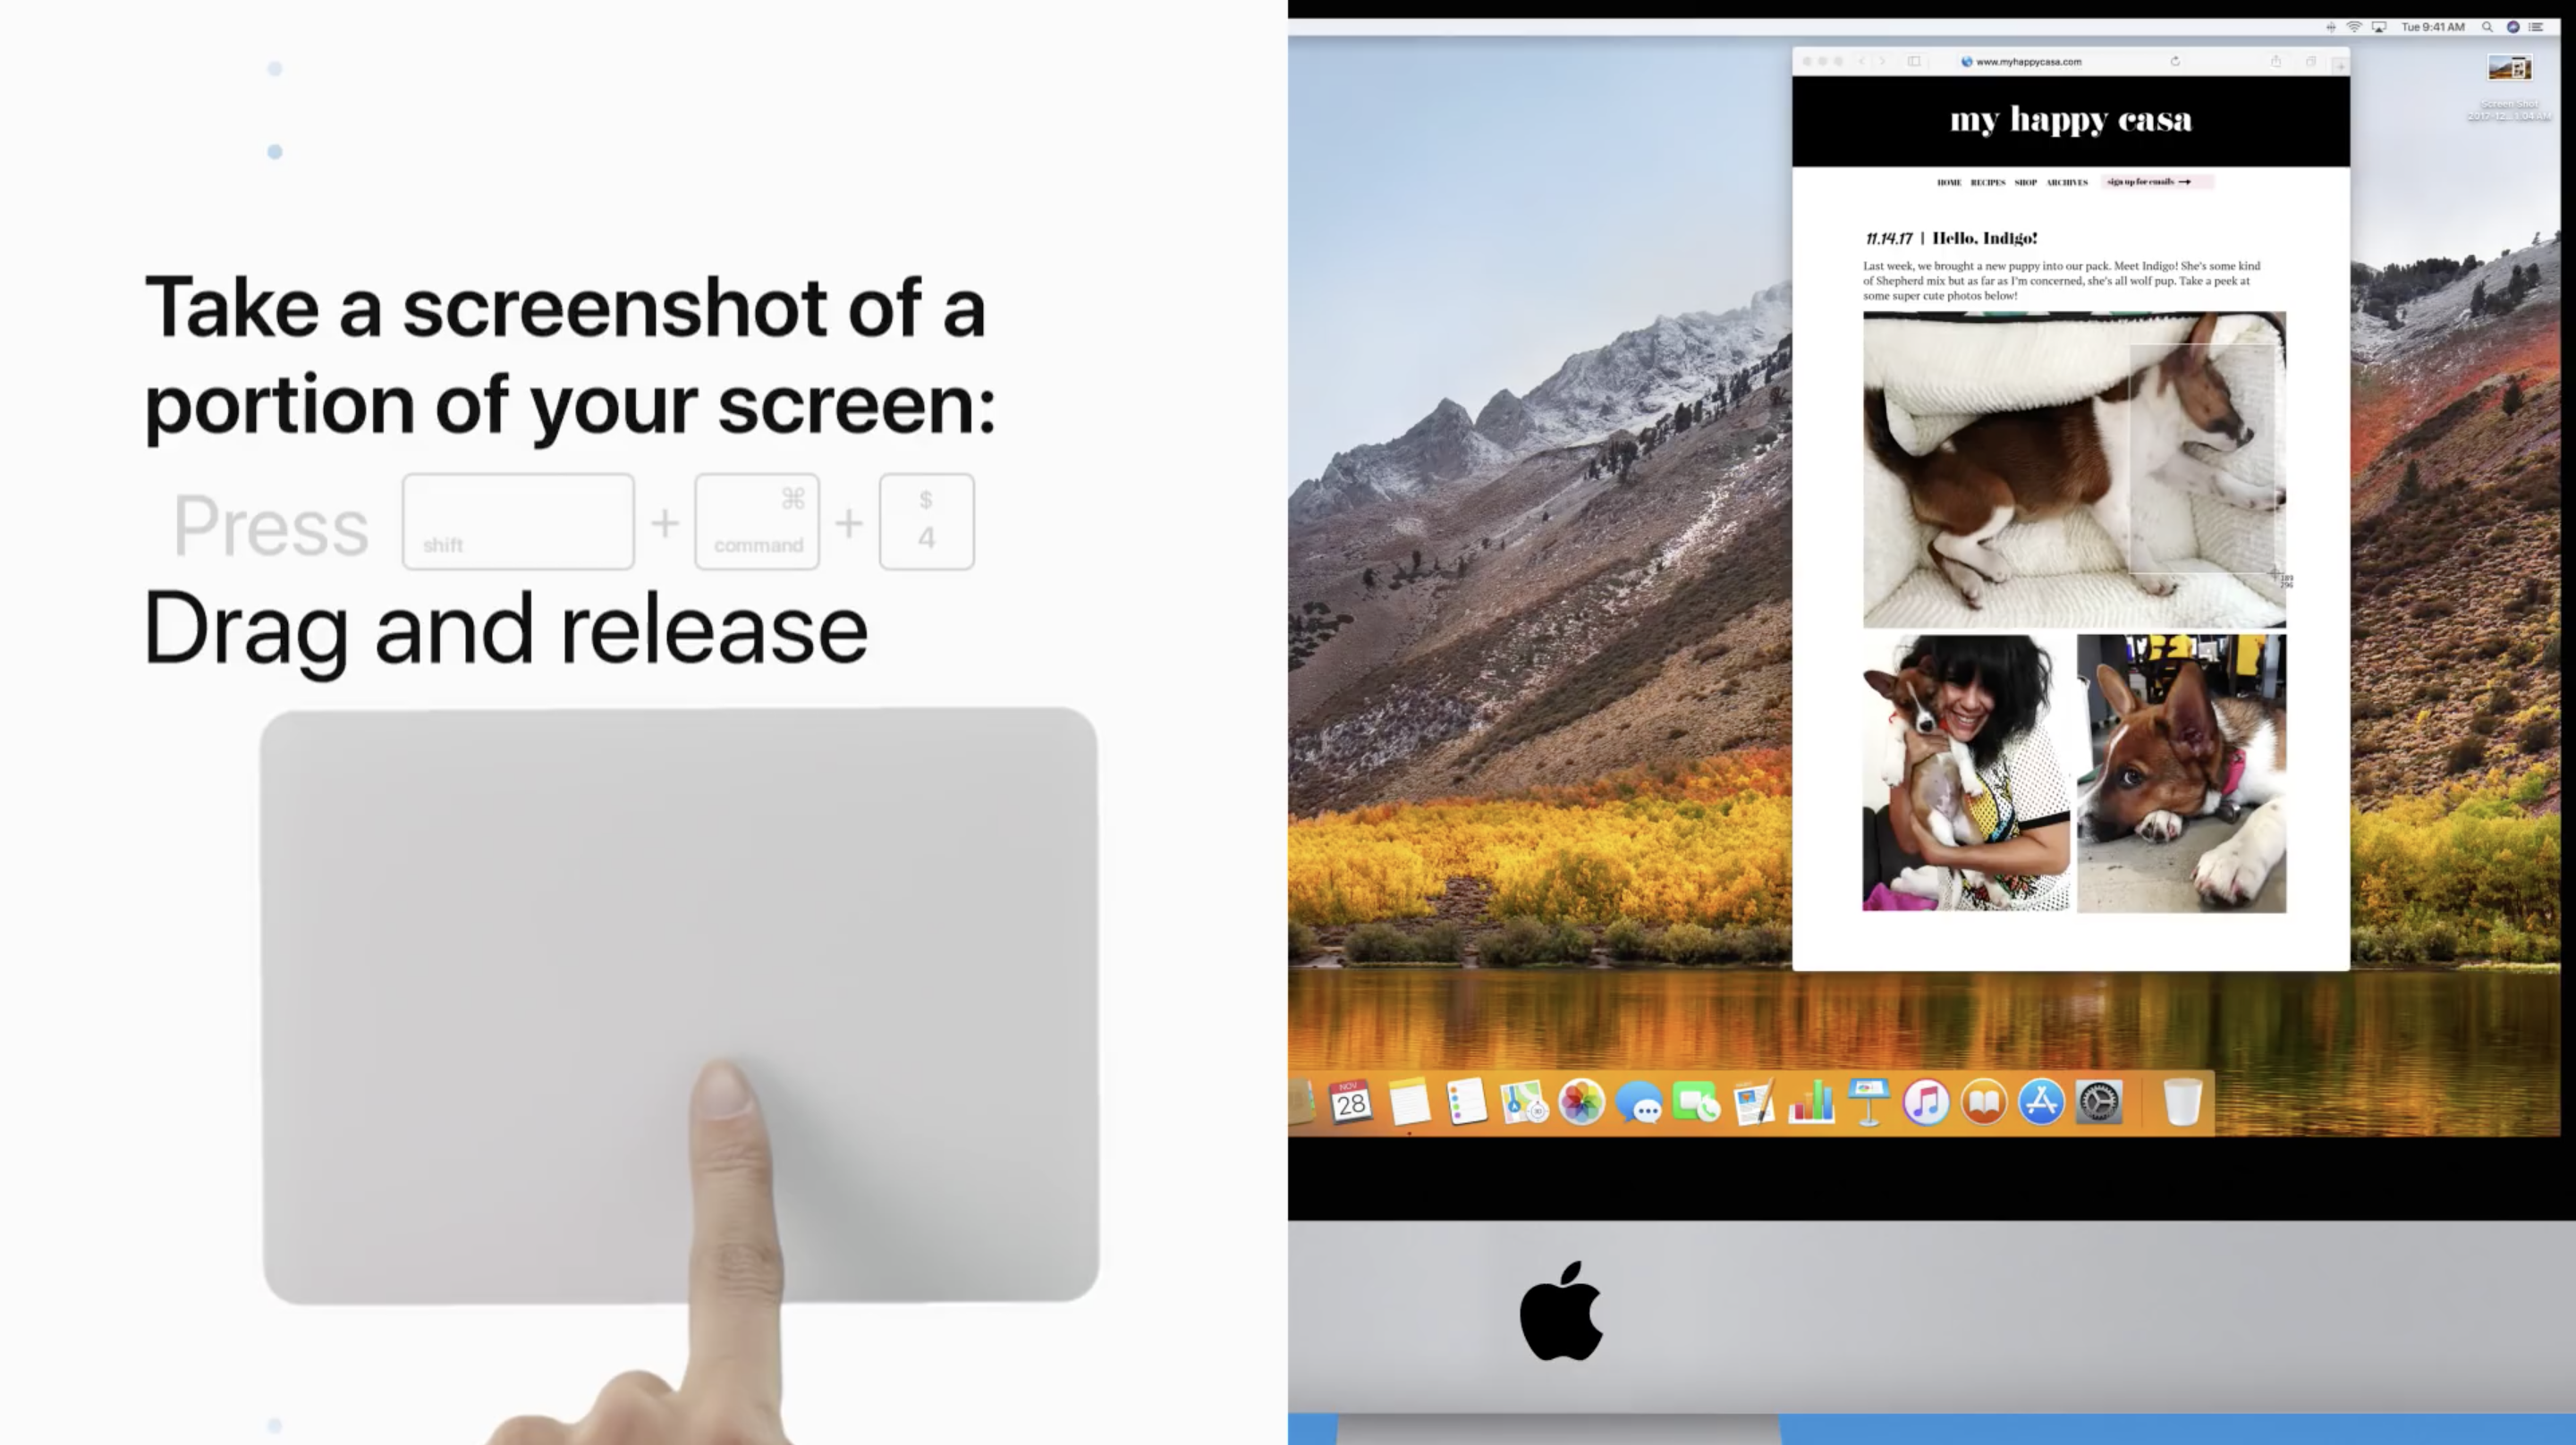 Take a screenshot of a
portion of your screen:
Press shift + ⌘ command + $ 4
Drag and release
Tue 9:41 AM
www.myhappycasa.com
Screen Shot
my happy casa
HOME RECIPES SHOP ARCHIVES sign up for emails →
11.14.17 | Hello, Indigo!
Last week, we brought a new puppy into our pack. Meet Indigo! She's some kind
of Shepherd mix but as far as I'm concerned, she's all wolf pup. Take a peek at
some super cute photos below!
NOV
28